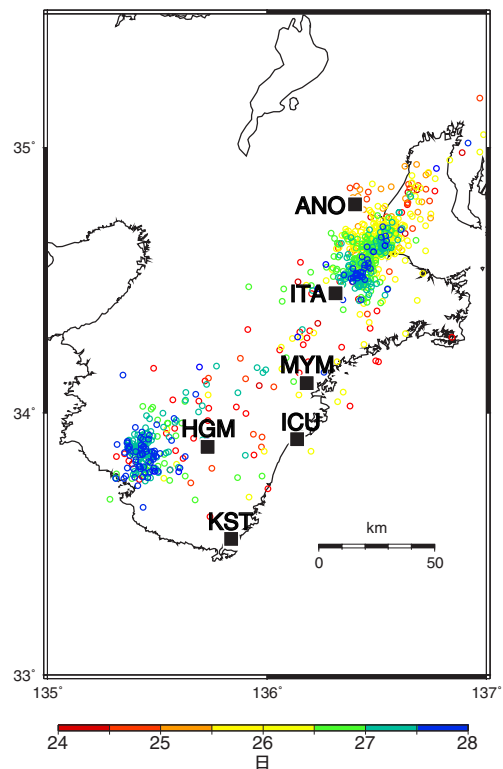 35˚
ANO
ITA
MYM
34˚
HGM
ICU
KST
km
0 50
33˚
135˚ 136˚ 137˚
24 25 26 27 28
日